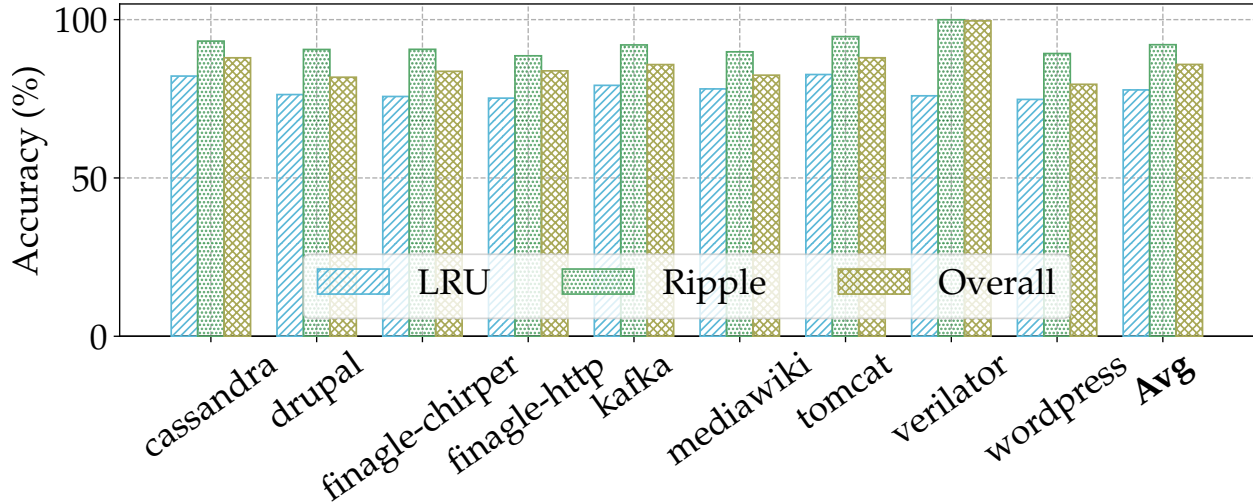 Accuracy (%)
100
50
0
LRU
Ripple
Overall
cassandra
drupal
finagle-chirper
finagle-http
kafka
mediawiki
tomcat
verilator
wordpress
Avg